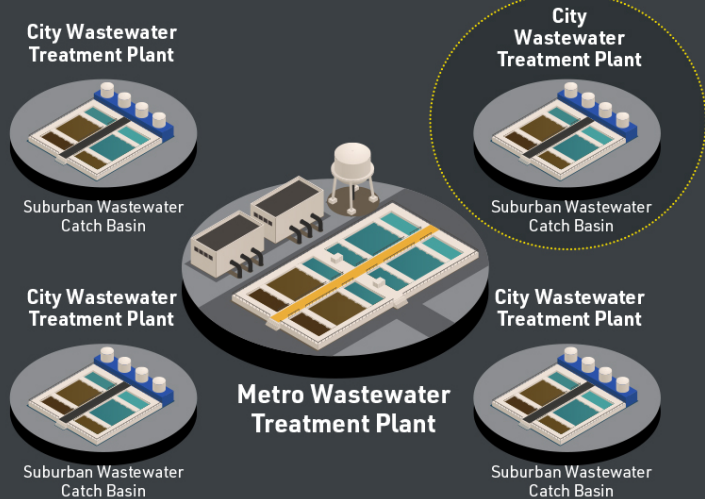 City Wastewater
Treatment Plant
Suburban Wastewater
Catch Basin
City
Wastewater
Treatment Plant
Suburban Wastewater
Catch Basin
City Wastewater
Treatment Plant
Suburban Wastewater
Catch Basin
Metro Wastewater
Treatment Plant
City Wastewater
Treatment Plant
Suburban Wastewater
Catch Basin